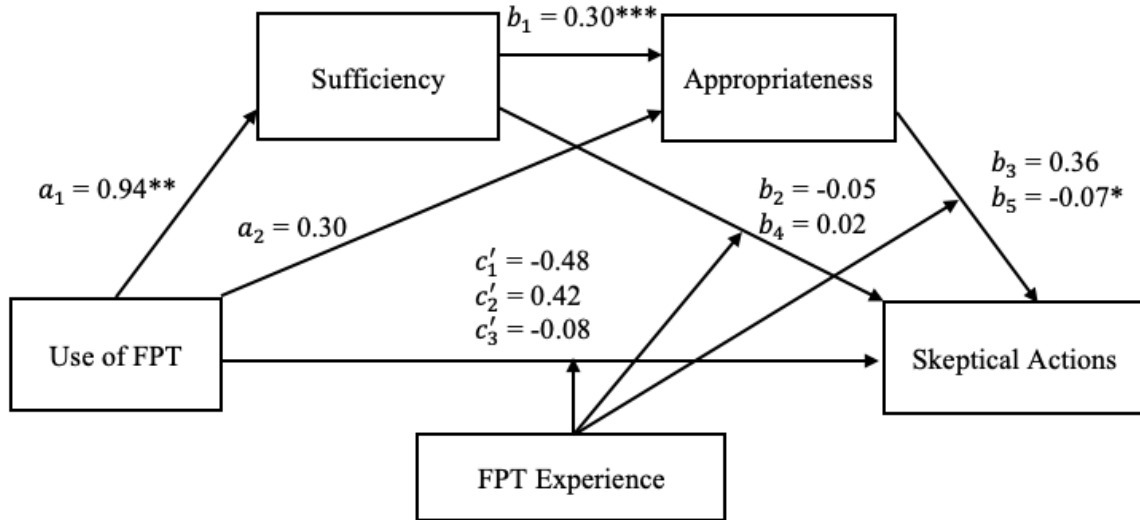 b₁ = 0.30***
Sufficiency
Appropriateness
a₁ = 0.94**
a₂ = 0.30
b₂ = -0.05
b₄ = 0.02
b₃ = 0.36
b₅ = -0.07*
c′₁ = -0.48
c′₂ = 0.42
c′₃ = -0.08
Use of FPT
Skeptical Actions
FPT Experience